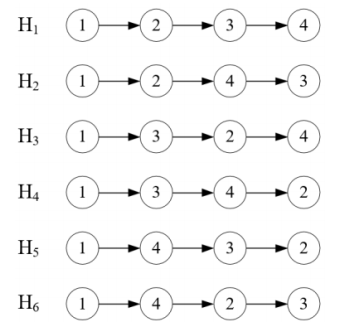 H₁ 1 2 3 4
H₂ 1 2 4 3
H₃ 1 3 2 4
H₄ 1 3 4 2
H₅ 1 4 3 2
H₆ 1 4 2 3